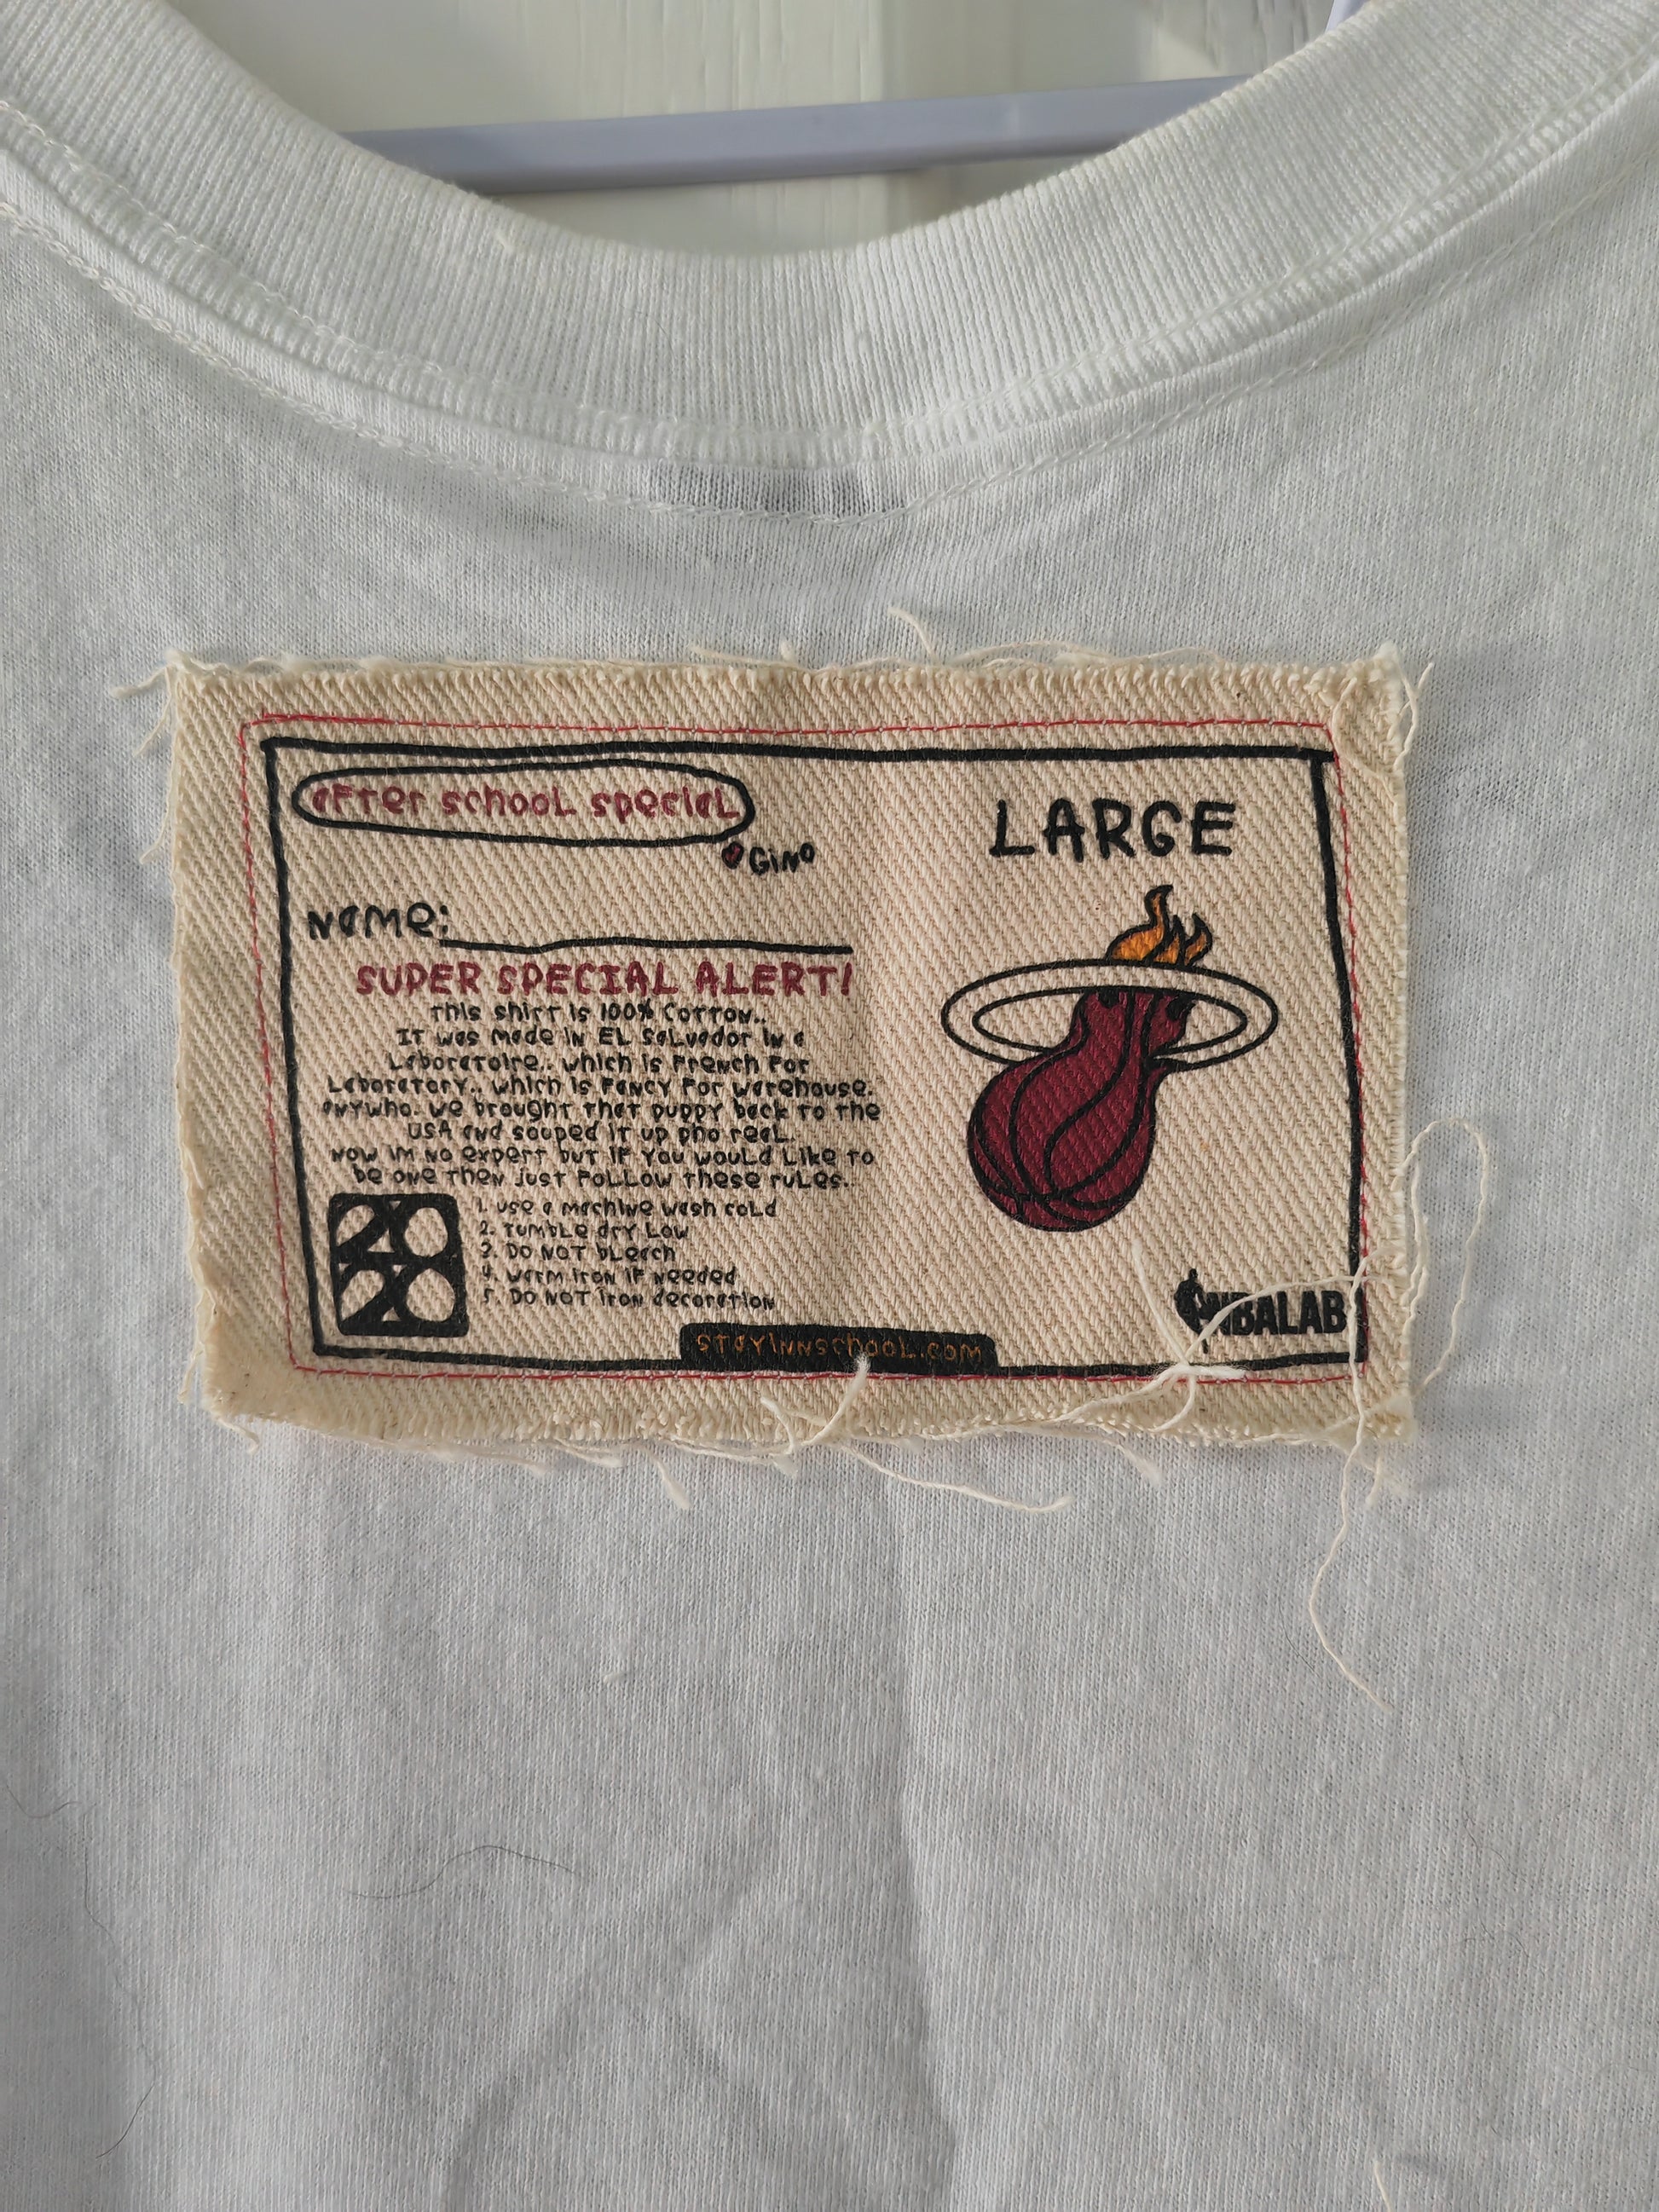 after school special
Gino
LARGE
Name:
SUPER SPECIAL ALERT!
This shirt is 100% Cotton..
It was made in El Salvador in a
Laboratoire.. which is French for
Laboratory.. which is fancy for warehouse.
anywho. we brought that puppy back to the
USA and souped it up pho real.
Now im no expert but if you would like to
be one then just follow these rules.
1. use a machine wash cold
2. Tumble dry Low
3. DO NOT bleach
4. warm iron if needed
5. DO NOT iron decoration
20
20
stayinnschool.com
NBALAB